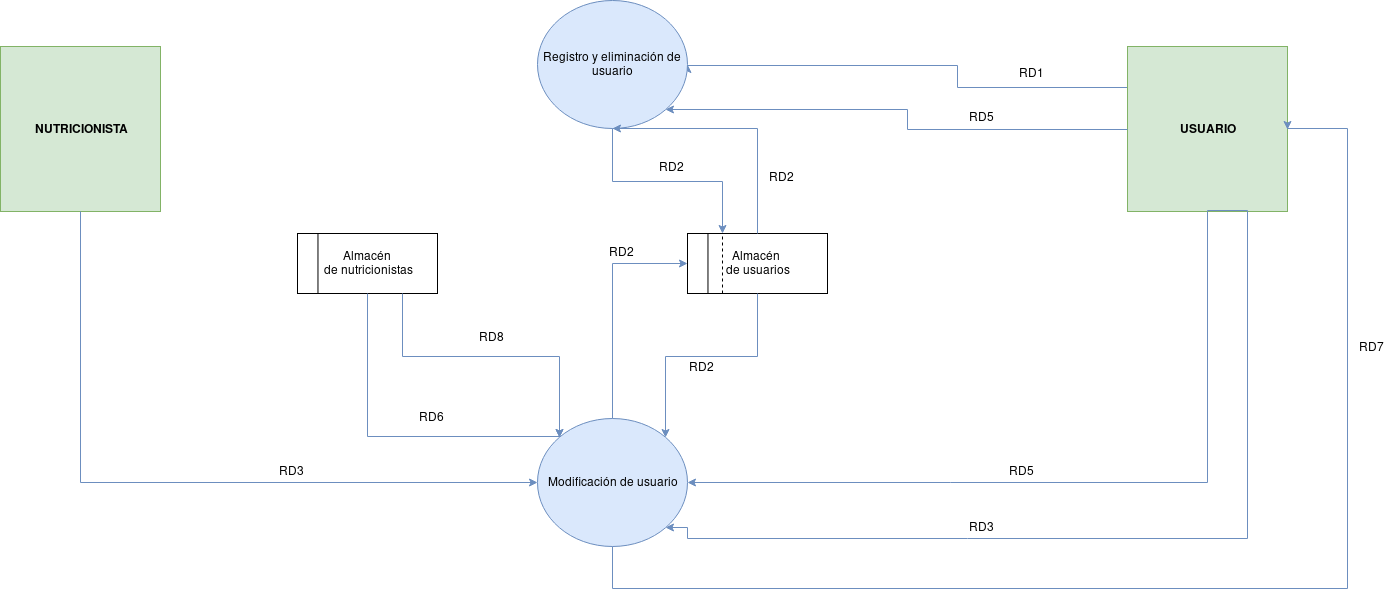 Registro y eliminación de
usuario
RD1
RD5
NUTRICIONISTA
USUARIO
RD2
RD2
Almacén
de nutricionistas
RD2
Almacén
de usuarios
RD8
RD2
RD7
RD6
RD3
Modificación de usuario
RD5
RD3